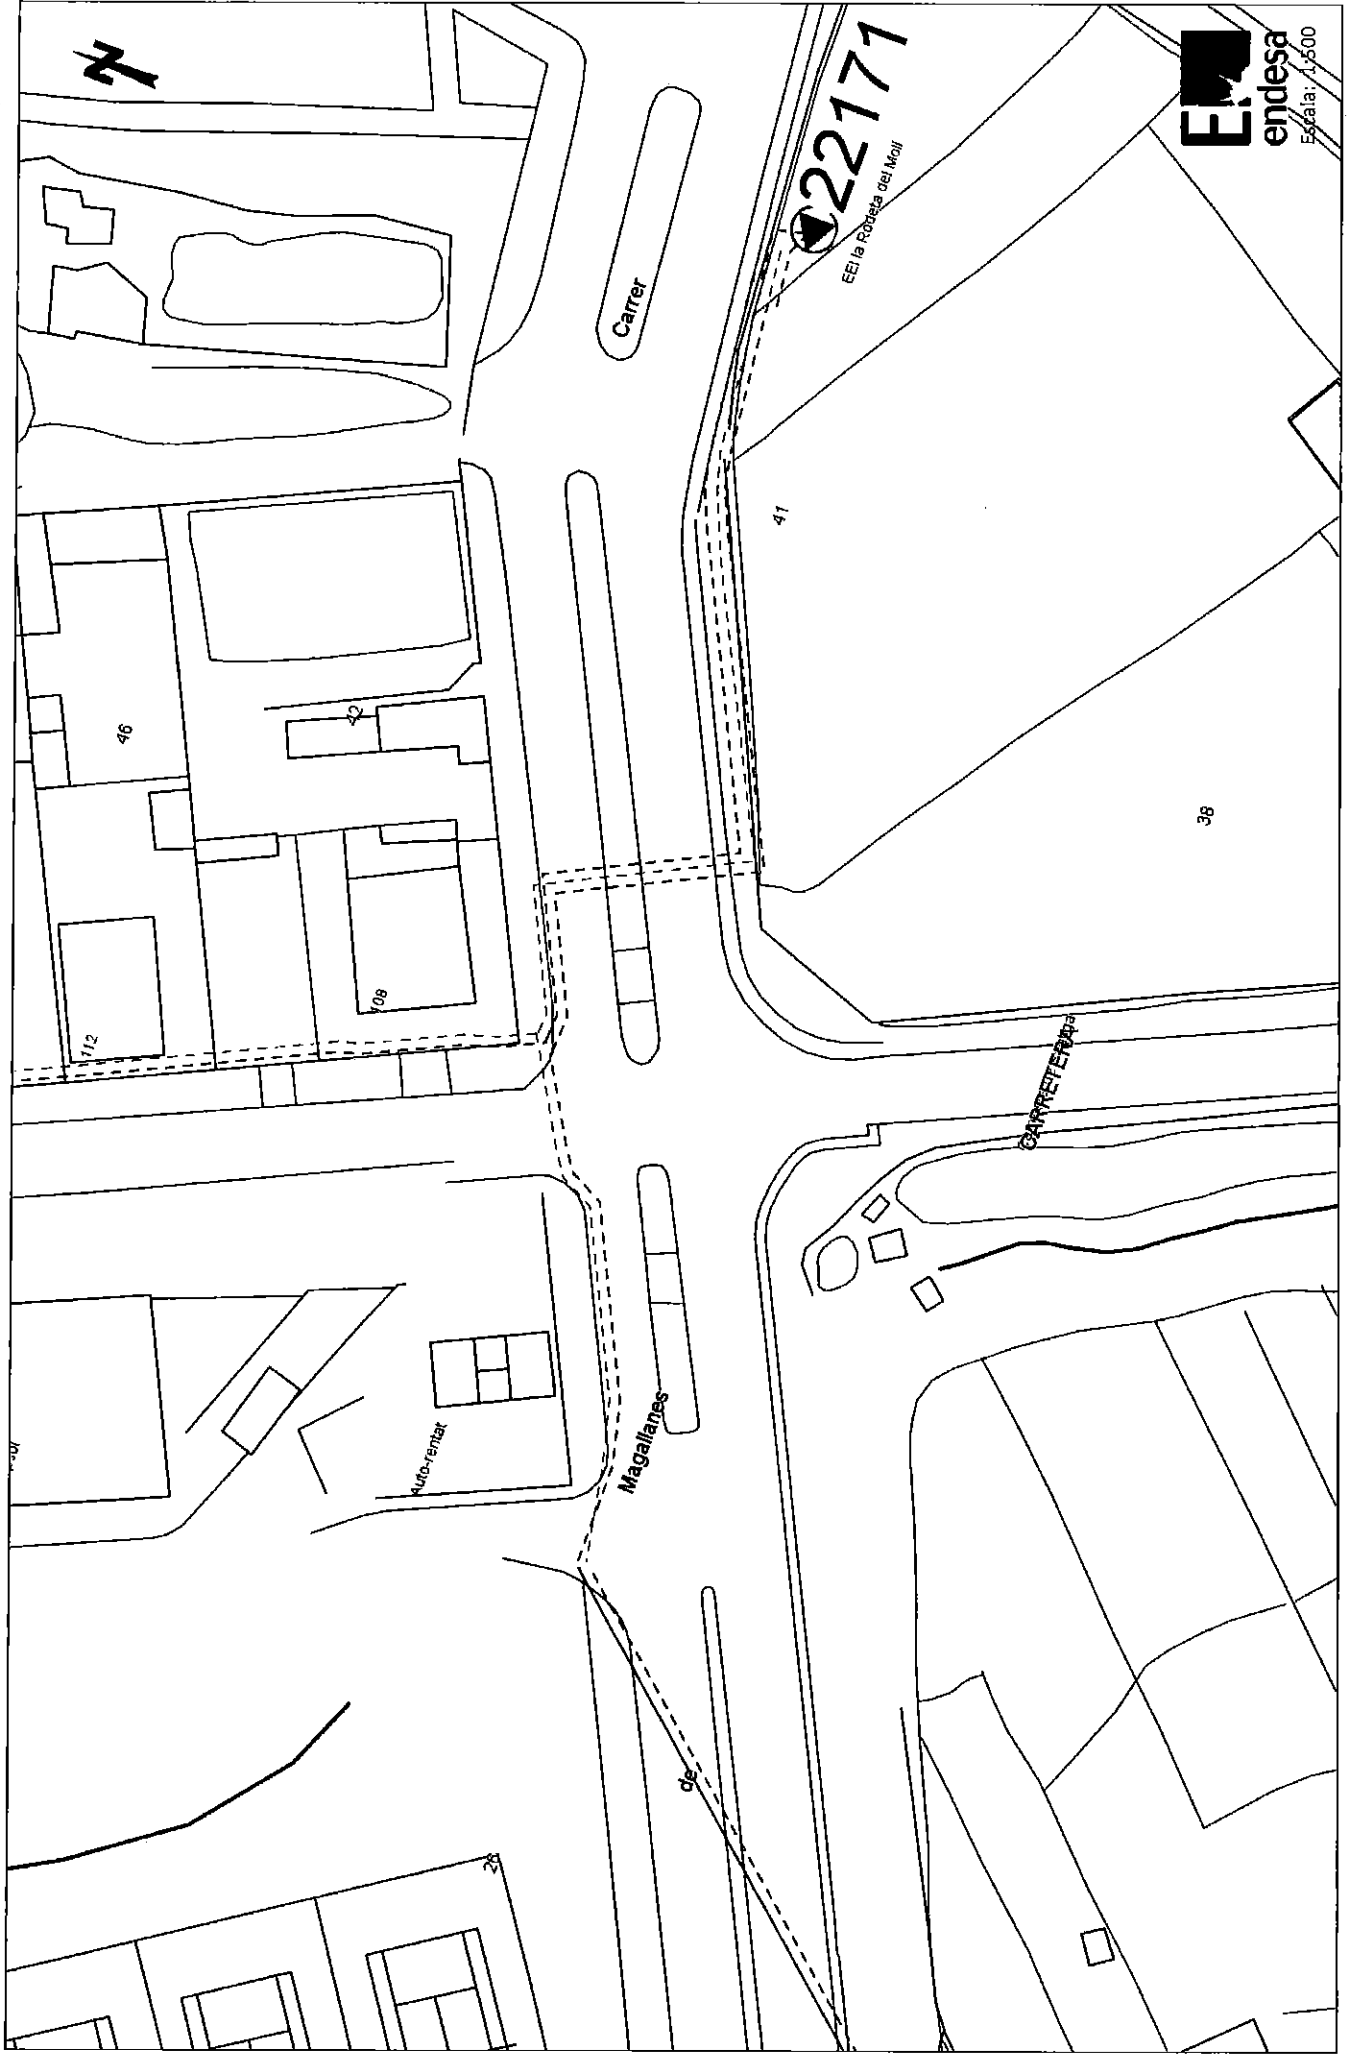 N
endesa
Escala: 1:500
22171
EEI la Rodeta del Molí
Carrer
41
46
42
38
108
112
CARRETERA
Auto-rentat
Magallanes
de
26